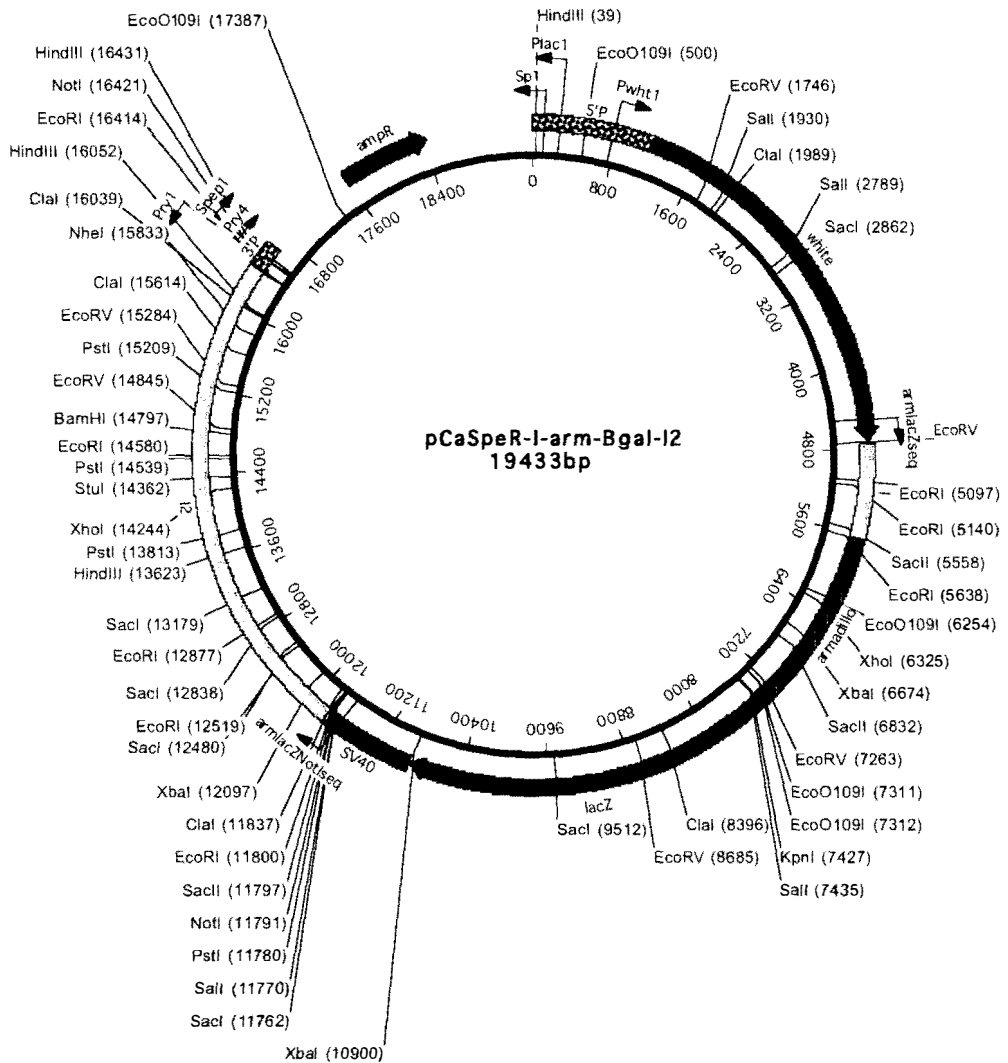 HindIII (39)
Plac1
Sp1
EcoO109I (500)
5'P
Pwht1
EcoRV (1746)
SalI (1930)
ClaI (1989)
SalI (2789)
SacI (2862)
white
armlacZseq
EcoRV
EcoRI (5097)
EcoRI (5140)
SacII (5558)
EcoRI (5638)
EcoO109I (6254)
armadillo
XhoI (6325)
XbaI (6674)
SacII (6832)
EcoRV (7263)
EcoO109I (7311)
EcoO109I (7312)
KpnI (7427)
SalI (7435)
ClaI (8396)
EcoRV (8685)
lacZ
SacI (9512)
XbaI (10900)
SV40
armlacZNotIseq
SacI (11762)
SalI (11770)
PstI (11780)
NotI (11791)
SacII (11797)
EcoRI (11800)
ClaI (11837)
XbaI (12097)
SacI (12480)
EcoRI (12519)
SacI (12838)
EcoRI (12877)
SacI (13179)
HindIII (13623)
PstI (13813)
XhoI (14244)
I2
StuI (14362)
PstI (14539)
EcoRI (14580)
BamHI (14797)
EcoRV (14845)
PstI (15209)
EcoRV (15284)
ClaI (15614)
NheI (15833)
ClaI (16039)
HindIII (16052)
EcoRI (16414)
NotI (16421)
HindIII (16431)
EcoO109I (17387)
Pry1
Spep1
Pry4
3'P
ampR
0
800
1600
2400
3200
4000
4800
5600
6400
7200
8000
8800
9600
10400
11200
12000
12800
13600
14400
15200
16000
16800
17600
18400
pCaSpeR-I-arm-Bgal-I2
19433bp